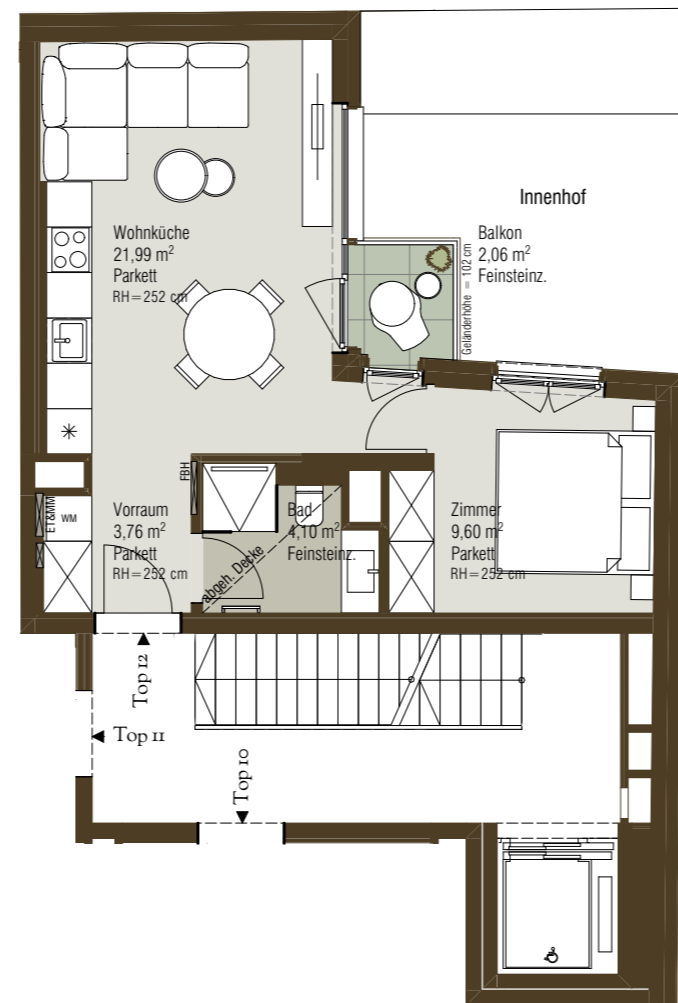 Innenhof
Wohnküche
21,99 m²
Parkett
RH=252 cm
Balkon
2,06 m²
Feinsteinz.
Geländerhöhe = 102 cm
FBH
ET&MM
WM
Vorraum
3,76 m²
Parkett
RH=252 cm
Bad
4,10 m²
Feinsteinz.
abgeh. Decke
Zimmer
9,60 m²
Parkett
RH=252 cm
Top 12
Top 11
Top 10